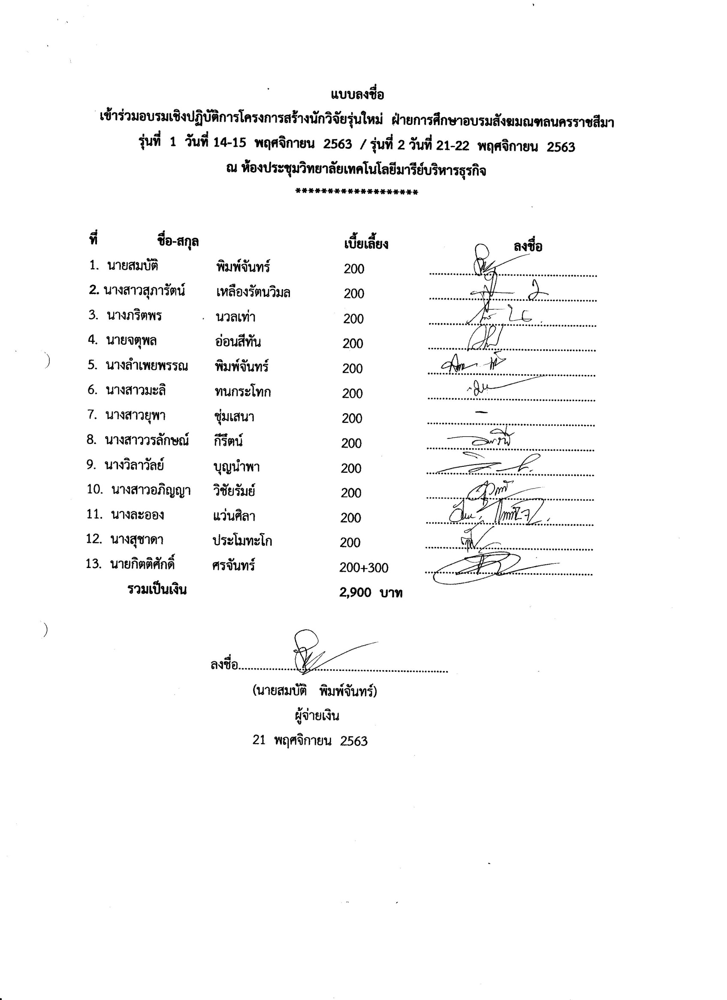 แบบลงชื่อ
เข้าร่วมอบรมเชิงปฏิบัติการโครงการสร้างนักวิจัยรุ่นใหม่ ฝ่ายการศึกษาอบรมสังฆมณฑลนครราชสีมา
รุ่นที่ 1 วันที่ 14-15 พฤศจิกายน 2563 / รุ่นที่ 2 วันที่ 21-22 พฤศจิกายน 2563
ณ ห้องประชุมวิทยาลัยเทคโนโลยีมารีย์บริหารธุรกิจ
*******************
ที่ ชื่อ-สกุล เบี้ยเลี้ยง ลงชื่อ
1. นายสมบัติ พิมพ์จันทร์ 200
2. นางสาวสุภารัตน์ เหลืองรัตนวิมล 200
3. นางภริตพร นวลเท่า 200
4. นายจตุพล อ่อนสีทัน 200
5. นางลำเพยพรรณ พิมพ์จันทร์ 200
6. นางสาวมะลิ ทนกระโทก 200
7. นางสาวยุพา ชุ่มเสนา 200 -
8. นางสาววรลักษณ์ กีรีตน์ 200
9. นางวิลาวัลย์ บุญนำพา 200
10. นางสาวอภิญญา วิชัยรัมย์ 200
11. นางละออง แว่นศิลา 200
12. นางสุชาดา ประโมทะโก 200
13. นายกิตติศักดิ์ ศรจันทร์ 200+300
รวมเป็นเงิน 2,900 บาท
ลงชื่อ
(นายสมบัติ พิมพ์จันทร์)
ผู้จ่ายเงิน
21 พฤศจิกายน 2563